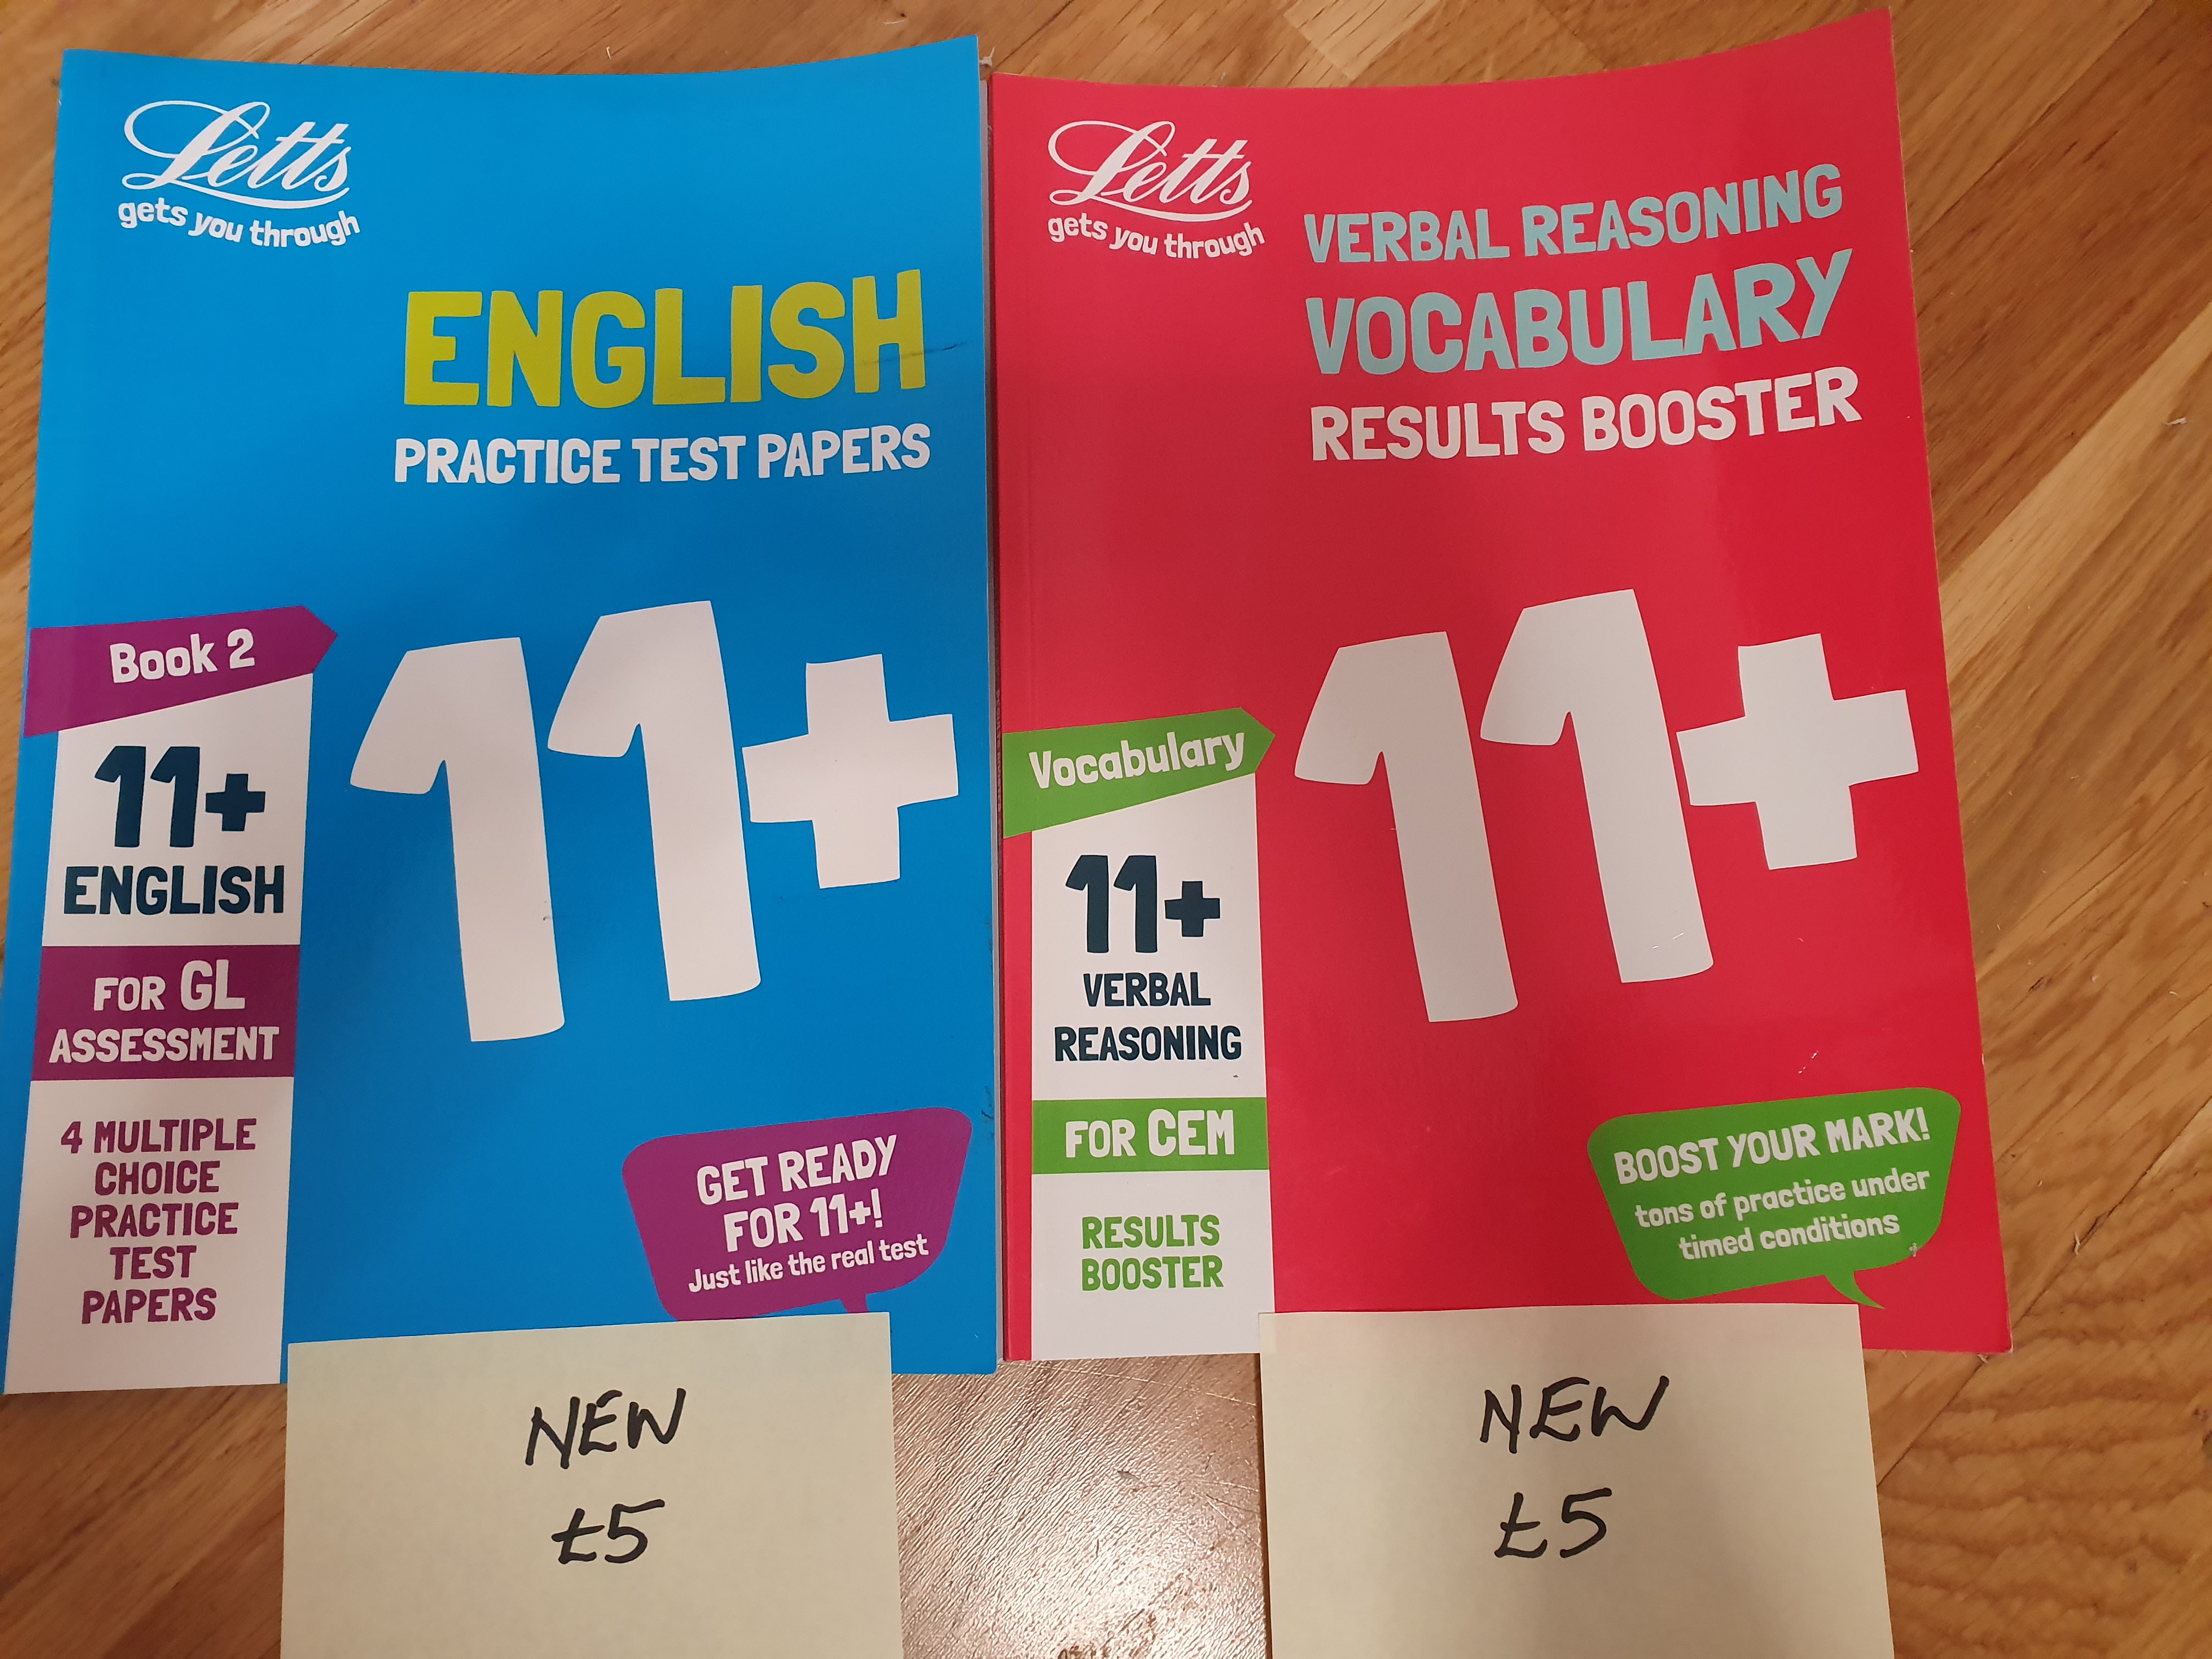 Letts
gets you through
ENGLISH
PRACTICE TEST PAPERS
Book 2
11+
ENGLISH
FOR GL
ASSESSMENT
4 MULTIPLE
CHOICE
PRACTICE
TEST
PAPERS
11+
GET READY
FOR 11+!
Just like the real test
NEW
£5
Letts
gets you through
VERBAL REASONING
VOCABULARY
RESULTS BOOSTER
Vocabulary
11+
VERBAL
REASONING
FOR CEM
RESULTS
BOOSTER
11+
BOOST YOUR MARK!
tons of practice under
timed conditions
NEW
£5